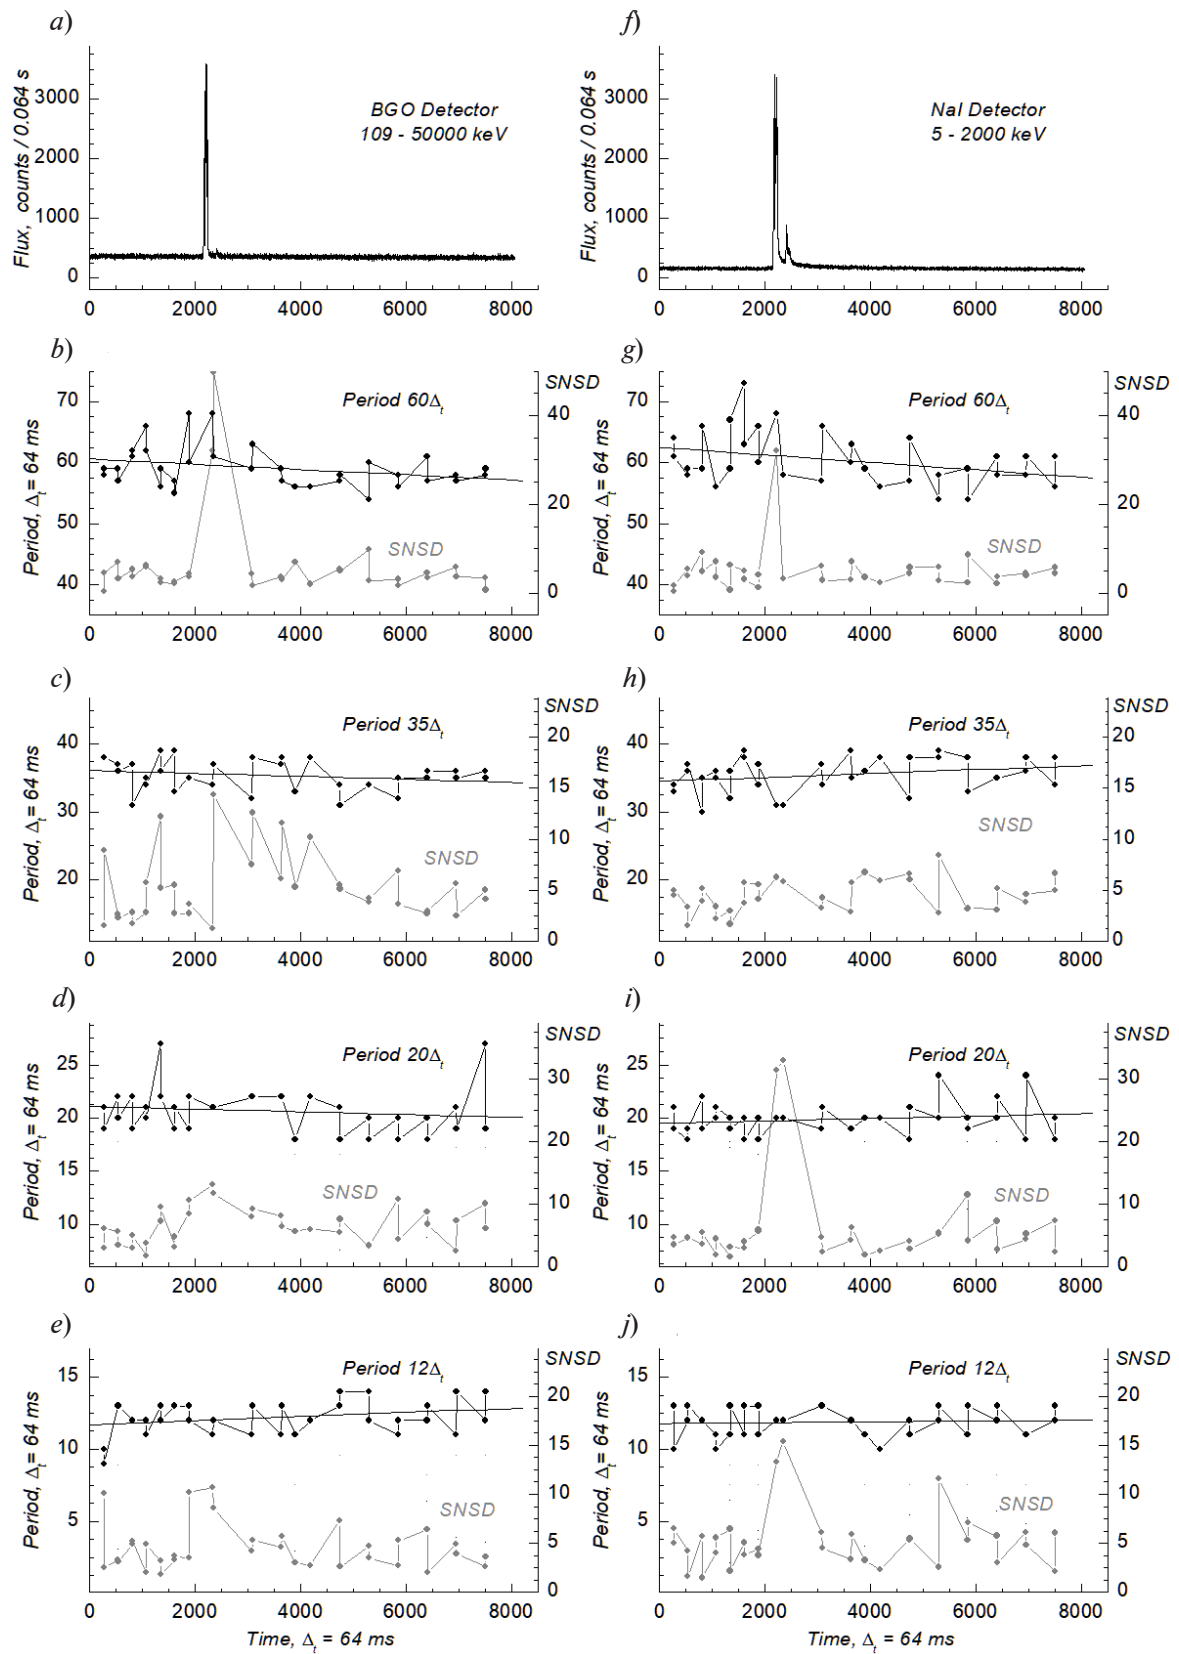 a)
Flux, counts / 0.064 s
3000
2000
1000
0
BGO Detector
109 - 50000 keV
0 2000 4000 6000 8000
f)
Flux, counts / 0.064 s
3000
2000
1000
0
NaI Detector
5 - 2000 keV
0 2000 4000 6000 8000
b)
Period, Δt = 64 ms
70
60
50
40
Period 60Δt
SNSD
SNSD
40
20
0
0 2000 4000 6000 8000
g)
Period, Δt = 64 ms
70
60
50
40
Period 60Δt
SNSD
SNSD
40
20
0
0 2000 4000 6000 8000
c)
Period, Δt = 64 ms
40
30
20
Period 35Δt
SNSD
SNSD
20
15
10
5
0
0 2000 4000 6000 8000
h)
Period, Δt = 64 ms
40
30
20
Period 35Δt
SNSD
SNSD
20
15
10
5
0
0 2000 4000 6000 8000
d)
Period, Δt = 64 ms
25
20
15
10
Period 20Δt
SNSD
SNSD
30
20
10
0
0 2000 4000 6000 8000
i)
Period, Δt = 64 ms
25
20
15
10
Period 20Δt
SNSD
SNSD
30
20
10
0
0 2000 4000 6000 8000
e)
Period, Δt = 64 ms
15
10
5
Period 12Δt
SNSD
SNSD
20
15
10
5
0
0 2000 4000 6000 8000
Time, Δt = 64 ms
j)
Period, Δt = 64 ms
15
10
5
Period 12Δt
SNSD
SNSD
20
15
10
5
0
0 2000 4000 6000 8000
Time, Δt = 64 ms